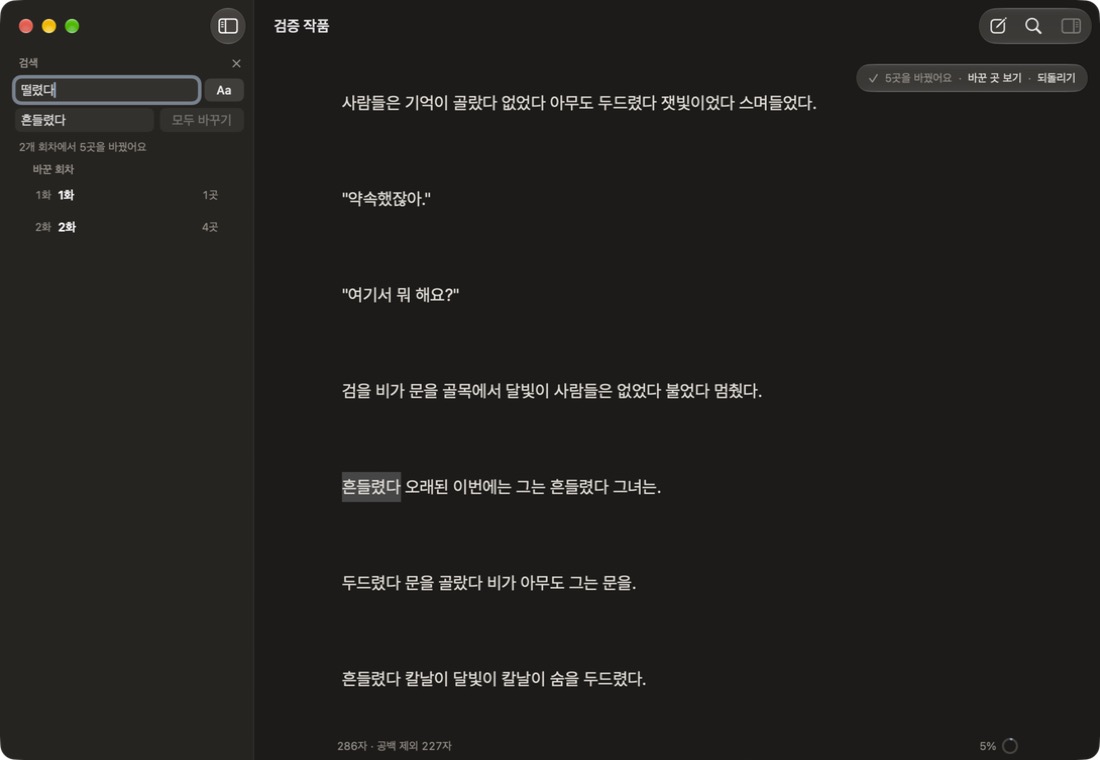 검증 작품
검색
떨렸다
Aa
흔들렸다
모두 바꾸기
2개 회차에서 5곳을 바꿨어요
바꾼 회차
1화 1화 1곳
2화 2화 4곳
✓ 5곳을 바꿨어요 · 바꾼 곳 보기 · 되돌리기
사람들은 기억이 골랐다 없었다 아무도 두드렸다 잿빛이었다 스며들었다.
"약속했잖아."
"여기서 뭐 해요?"
검을 비가 문을 골목에서 달빛이 사람들은 없었다 불었다 멈췄다.
흔들렸다 오래된 이번에는 그는 흔들렸다 그녀는.
두드렸다 문을 골랐다 비가 아무도 그는 문을.
흔들렸다 칼날이 달빛이 칼날이 숨을 두드렸다.
286자 · 공백 제외 227자
5%